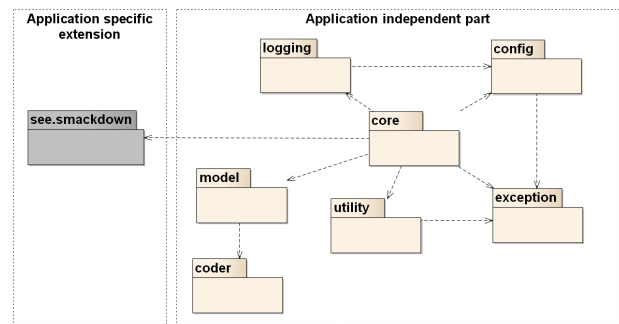 Application specific
extension
Application independent part
logging
config
see.smackdown
core
model
utility
exception
coder